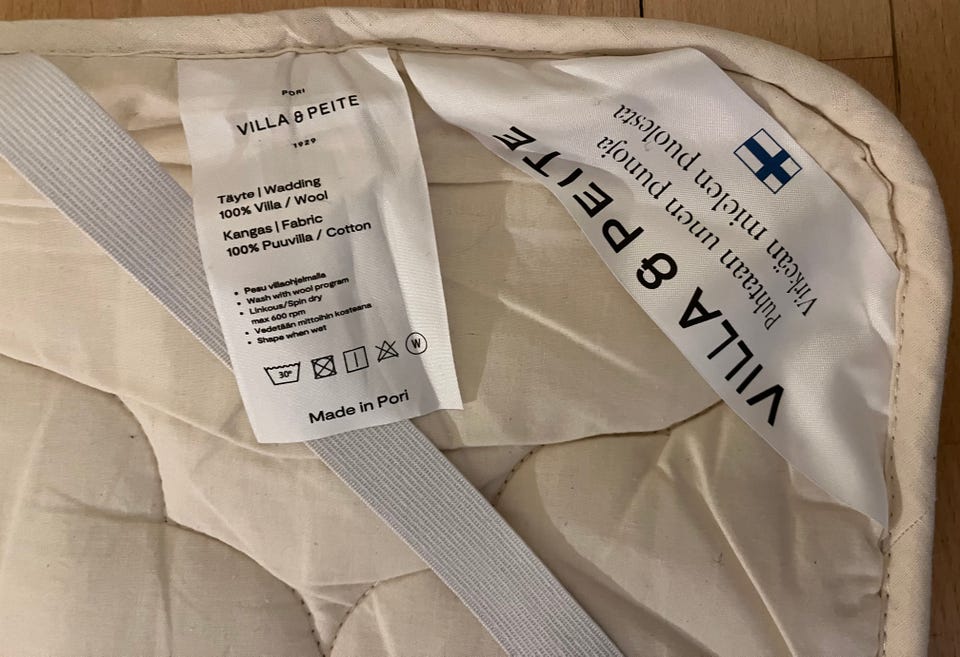 PORI
VILLA & PEITE
1929
Täyte | Wadding
100% Villa / Wool
Kangas | Fabric
100% Puuvilla / Cotton
• Pesu villaohjelmalla
• Wash with wool program
• Linkous/Spin dry
max 600 rpm
• Vedetään mittoihin kosteana
• Shape when wet
30° W
Made in Pori
VILLA & PEITE
Puhtaan unen punoja
Virkeän mielen puolesta